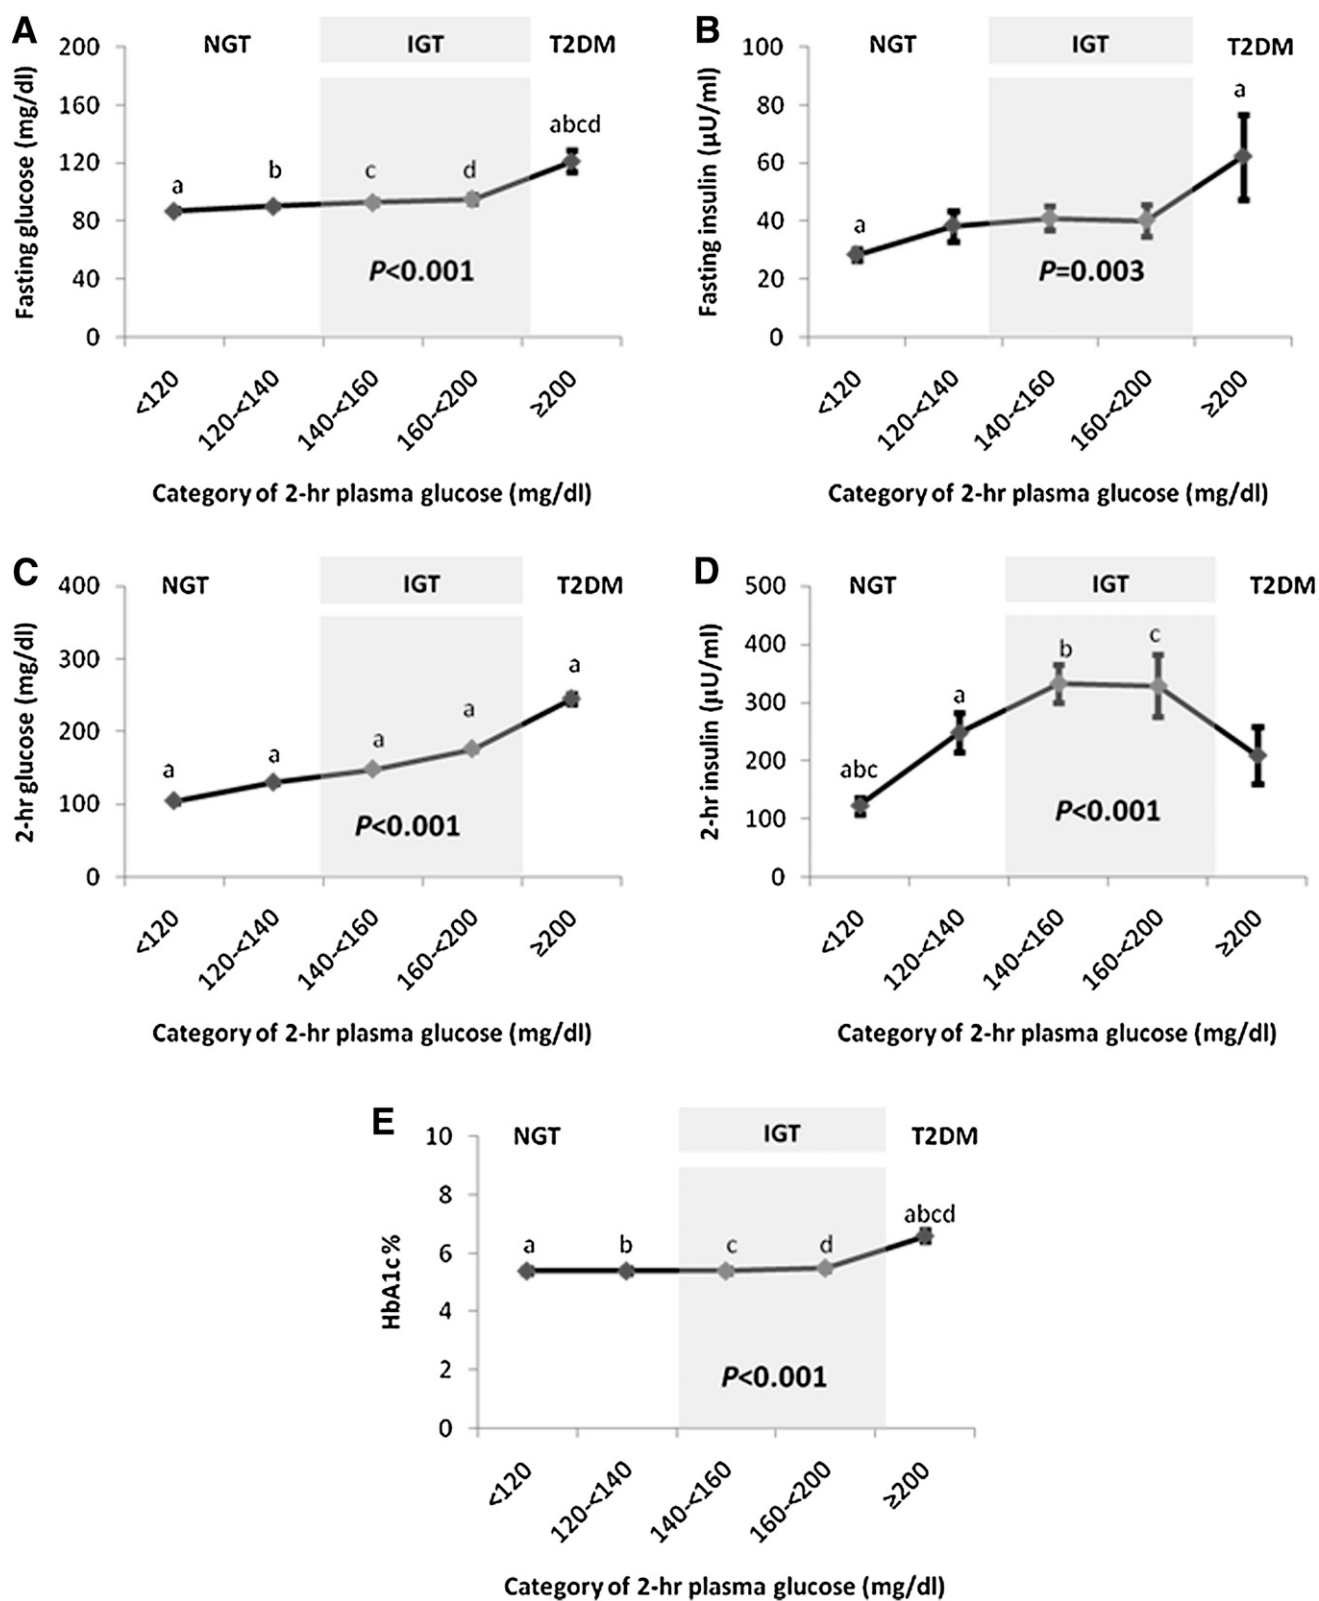 A
NGT IGT T2DM
Fasting glucose (mg/dl)
200
160
120
80
40
0
a b c d abcd
P<0.001
<120 120-<140 140-<160 160-<200 ≥200
Category of 2-hr plasma glucose (mg/dl)
B
NGT IGT T2DM
Fasting insulin (µU/ml)
100
80
60
40
20
0
a a
P=0.003
<120 120-<140 140-<160 160-<200 ≥200
Category of 2-hr plasma glucose (mg/dl)
C
NGT IGT T2DM
2-hr glucose (mg/dl)
400
300
200
100
0
a a a a a
P<0.001
<120 120-<140 140-<160 160-<200 ≥200
Category of 2-hr plasma glucose (mg/dl)
D
NGT IGT T2DM
2-hr insulin (µU/ml)
500
400
300
200
100
0
abc a b c
P<0.001
<120 120-<140 140-<160 160-<200 ≥200
Category of 2-hr plasma glucose (mg/dl)
E
NGT IGT T2DM
HbA1c %
10
8
6
4
2
0
a b c d abcd
P<0.001
<120 120-<140 140-<160 160-<200 ≥200
Category of 2-hr plasma glucose (mg/dl)